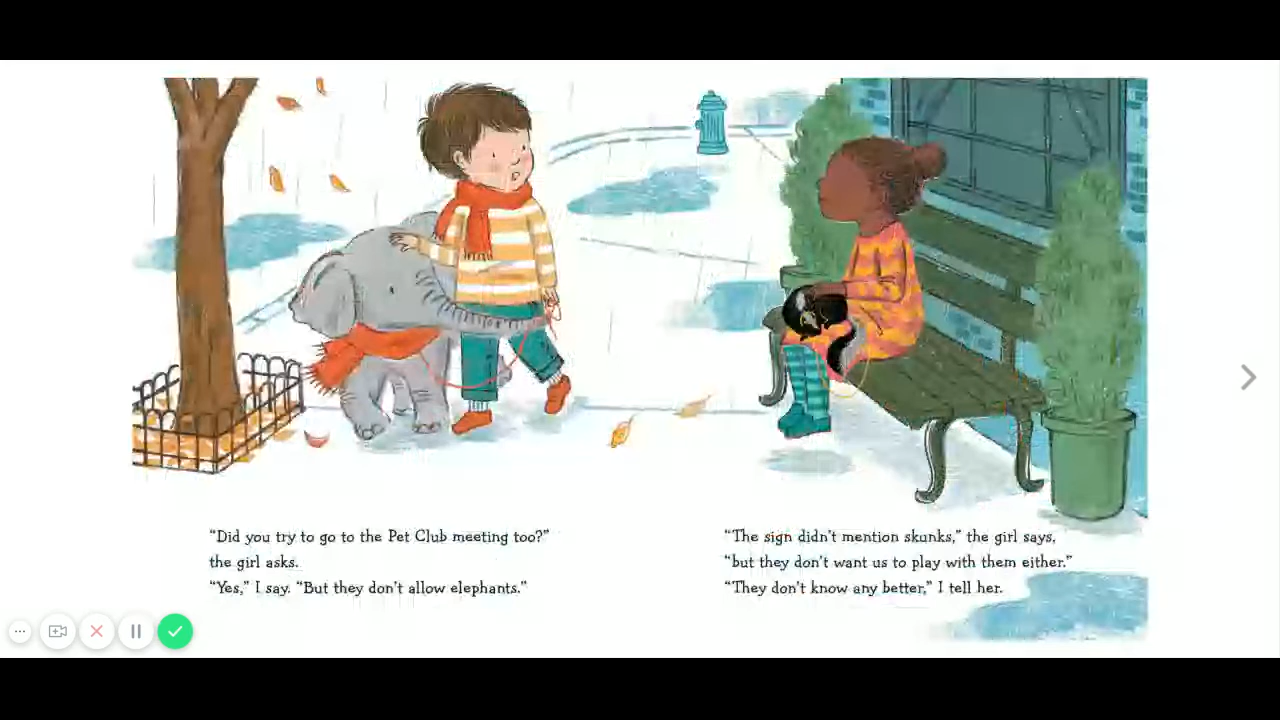 “Did you try to go to the Pet Club meeting too?”
the girl asks.
“Yes,” I say. “But they don’t allow elephants.”
“The sign didn’t mention skunks,” the girl says,
“but they don’t want us to play with them either.”
“They don’t know any better,” I tell her.